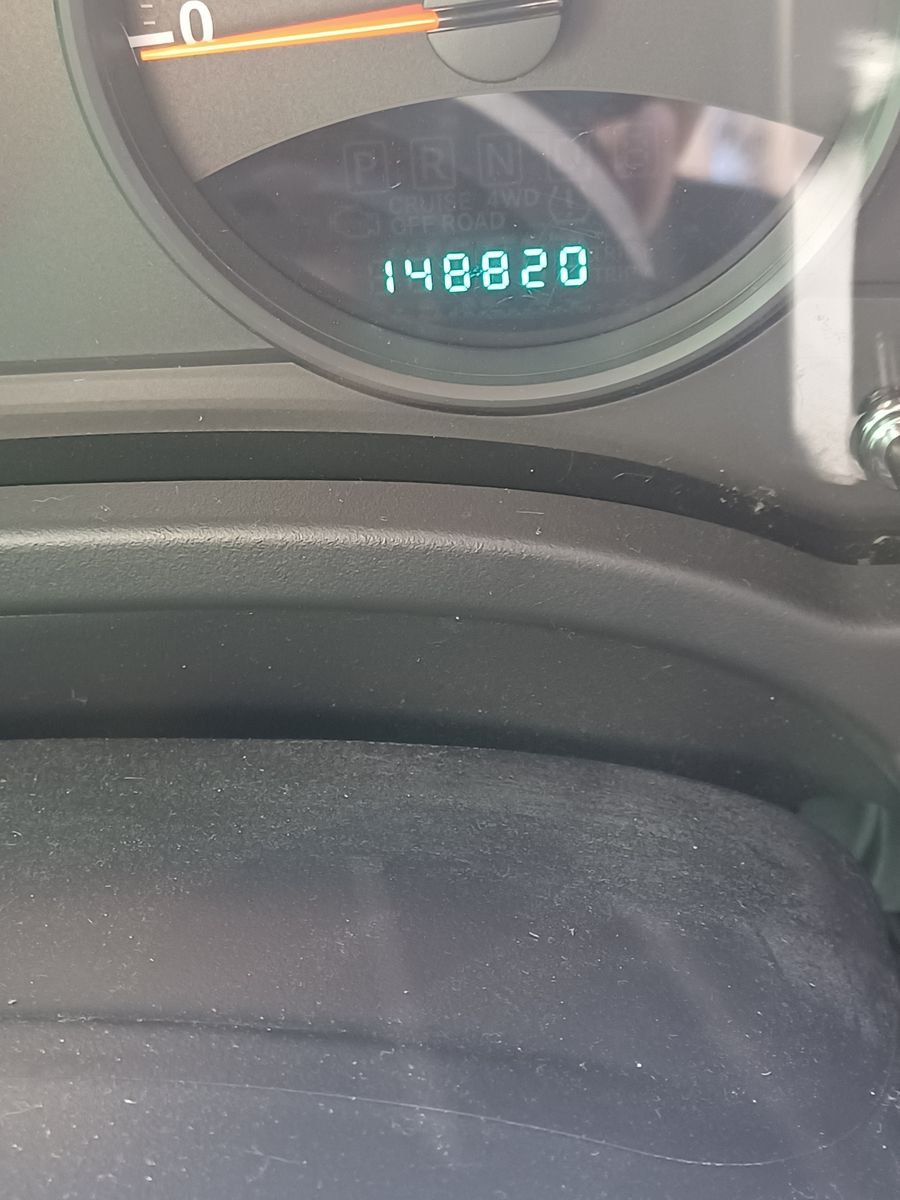 0
P R N D
CRUISE 4WD
OFF ROAD
148820